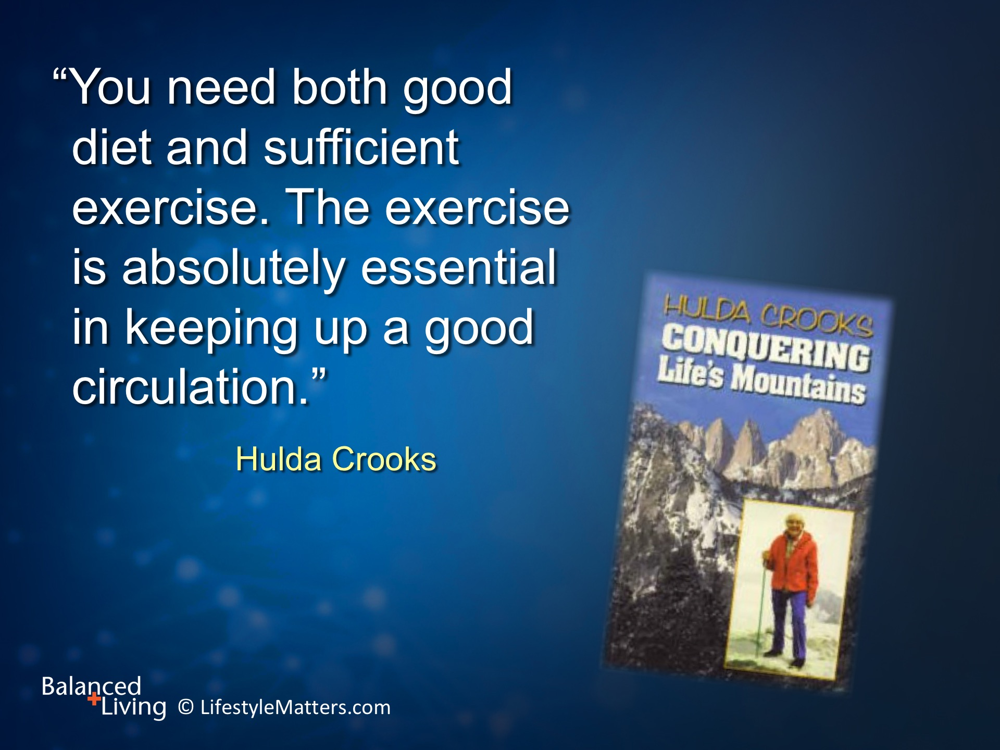 “You need both good
diet and sufficient
exercise. The exercise
is absolutely essential
in keeping up a good
circulation.”
Hulda Crooks
HULDA CROOKS
CONQUERING
Life's Mountains
Balanced
Living © LifestyleMatters.com